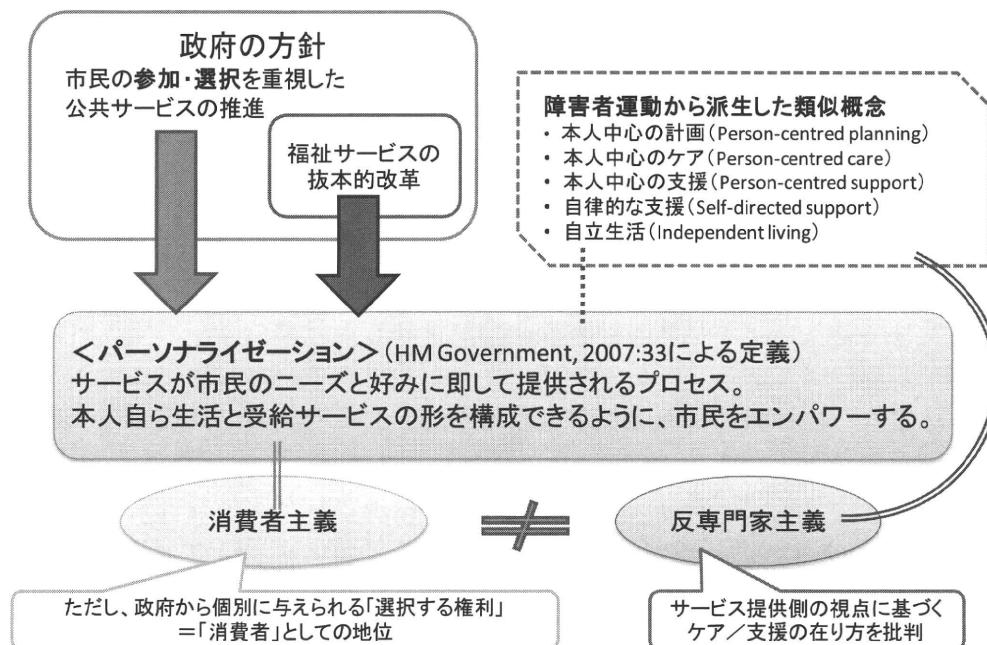 政府の方針
市民の参加・選択を重視した
公共サービスの推進
福祉サービスの
抜本的改革
障害者運動から派生した類似概念
・ 本人中心の計画(Person-centred planning)
・ 本人中心のケア(Person-centred care)
・ 本人中心の支援(Person-centred support)
・ 自律的な支援(Self-directed support)
・ 自立生活(Independent living)
<パーソナライゼーション>(HM Government, 2007:33による定義)
サービスが市民のニーズと好みに即して提供されるプロセス。
本人自ら生活と受給サービスの形を構成できるように、市民をエンパワーする。
消費者主義
≠
反専門家主義
ただし、政府から個別に与えられる「選択する権利」
=「消費者」としての地位
サービス提供側の視点に基づく
ケア/支援の在り方を批判